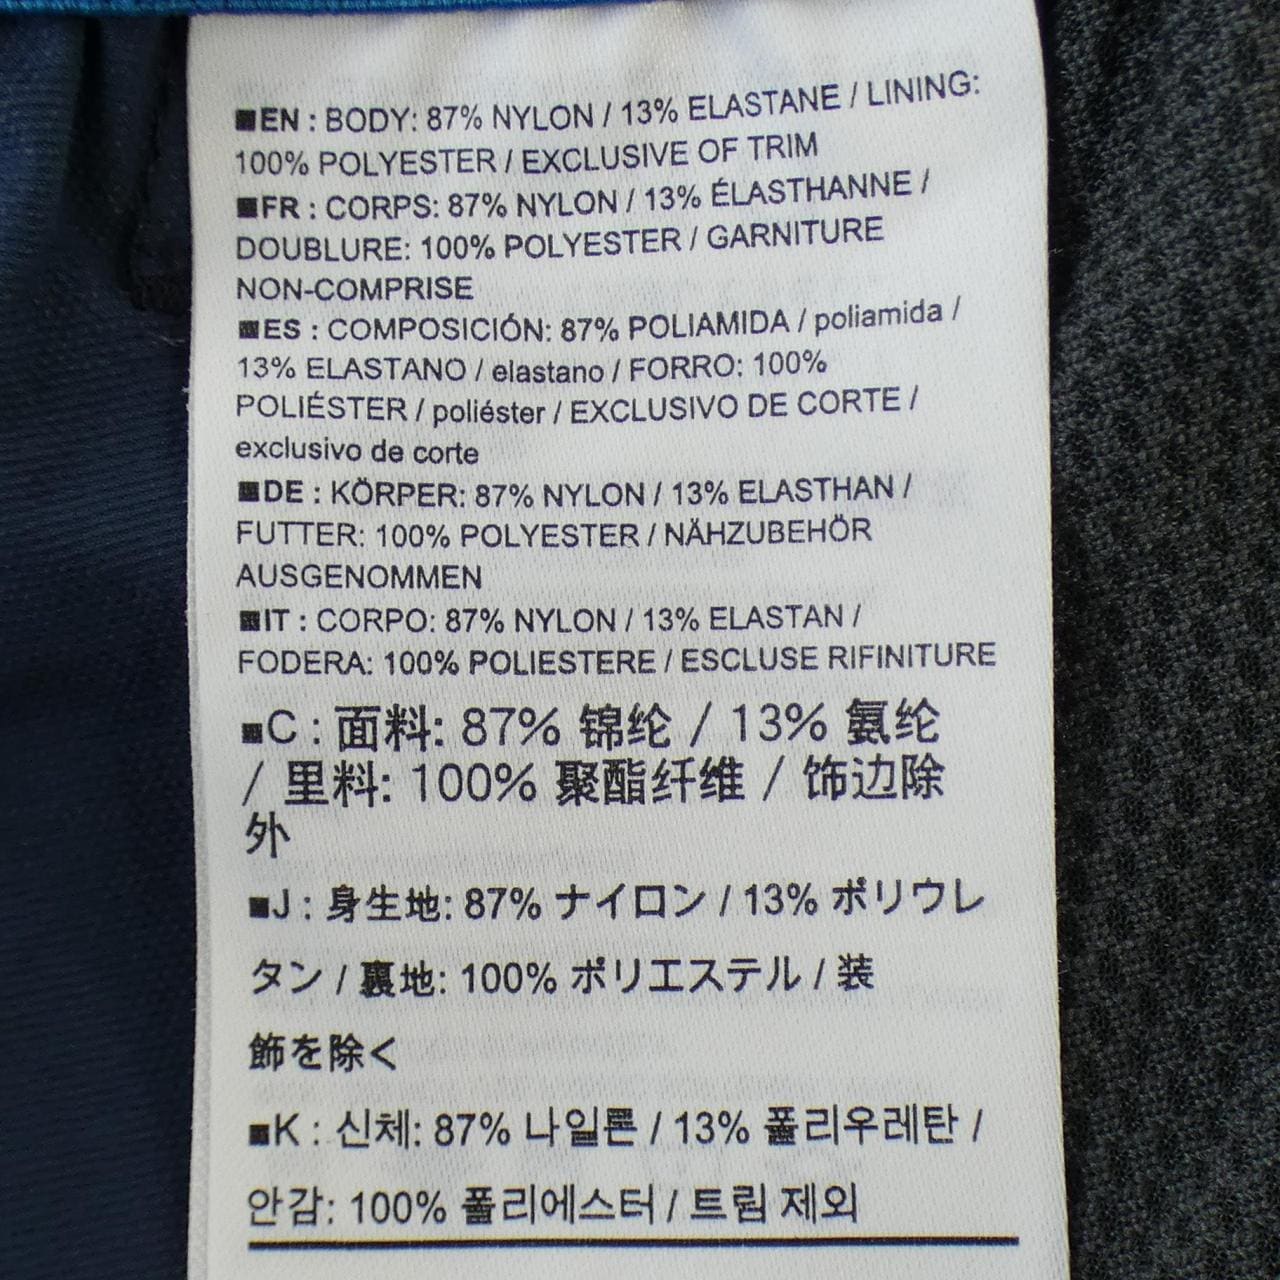 ■EN : BODY: 87% NYLON / 13% ELASTANE / LINING:
100% POLYESTER / EXCLUSIVE OF TRIM
■FR : CORPS: 87% NYLON / 13% ÉLASTHANNE /
DOUBLURE: 100% POLYESTER / GARNITURE
NON-COMPRISE
■ES : COMPOSICIÓN: 87% POLIAMIDA / poliamida /
13% ELASTANO / elastano / FORRO: 100%
POLIÉSTER / poliéster / EXCLUSIVO DE CORTE /
exclusivo de corte
■DE : KÖRPER: 87% NYLON / 13% ELASTHAN /
FUTTER: 100% POLYESTER / NÄHZUBEHÖR
AUSGENOMMEN
■IT : CORPO: 87% NYLON / 13% ELASTAN /
FODERA: 100% POLIESTERE / ESCLUSE RIFINITURE
■C : 面料: 87% 锦纶 / 13% 氨纶
/ 里料: 100% 聚酯纤维 / 饰边除
外
■J : 身生地: 87% ナイロン / 13% ポリウレ
タン / 裏地: 100% ポリエステル / 装
飾を除く
■K : 신체: 87% 나일론 / 13% 폴리우레탄 /
안감: 100% 폴리에스터 / 트림 제외